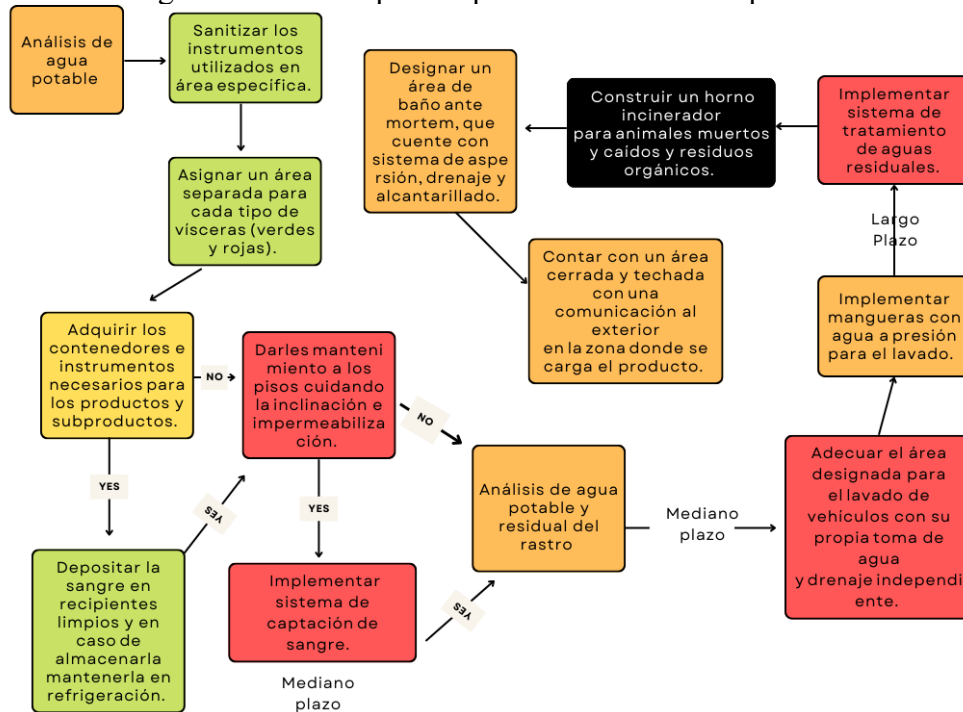 Análisis de
agua
potable
Sanitizar los
instrumentos
utilizados en
área especifica.
Asignar un área
separada para
cada tipo de
vísceras (verdes
y rojas).
Adquirir los
contenedores e
instrumentos
necesarios para
los productos y
subproductos.
NO
YES
Depositar la
sangre en
recipientes
limpios y en
caso de
almacenarla
mantenerla en
refrigeración.
YES
Darles manteni
miento a los
pisos cuidando
la inclinación e
impermeabiliza
ción.
NO
YES
Implementar
sistema de
captación de
sangre.
Mediano
plazo
YES
Análisis de agua
potable y
residual del
rastro
Mediano
plazo
Adecuar el área
designada para
el lavado de
vehículos con su
propia toma de
agua
y drenaje independi
ente.
Implementar
mangueras con
agua a presión
para el lavado.
Largo
Plazo
Implementar
sistema de
tratamiento
de aguas
residuales.
Construir un horno
incinerador
para animales muertos
y caídos y residuos
orgánicos.
Designar un
área de
baño ante
mortem, que
cuente con
sistema de aspe
rsión, drenaje y
alcantarillado.
Contar con un área
cerrada y techada
con una
comunicación al
exterior
en la zona donde se
carga el producto.